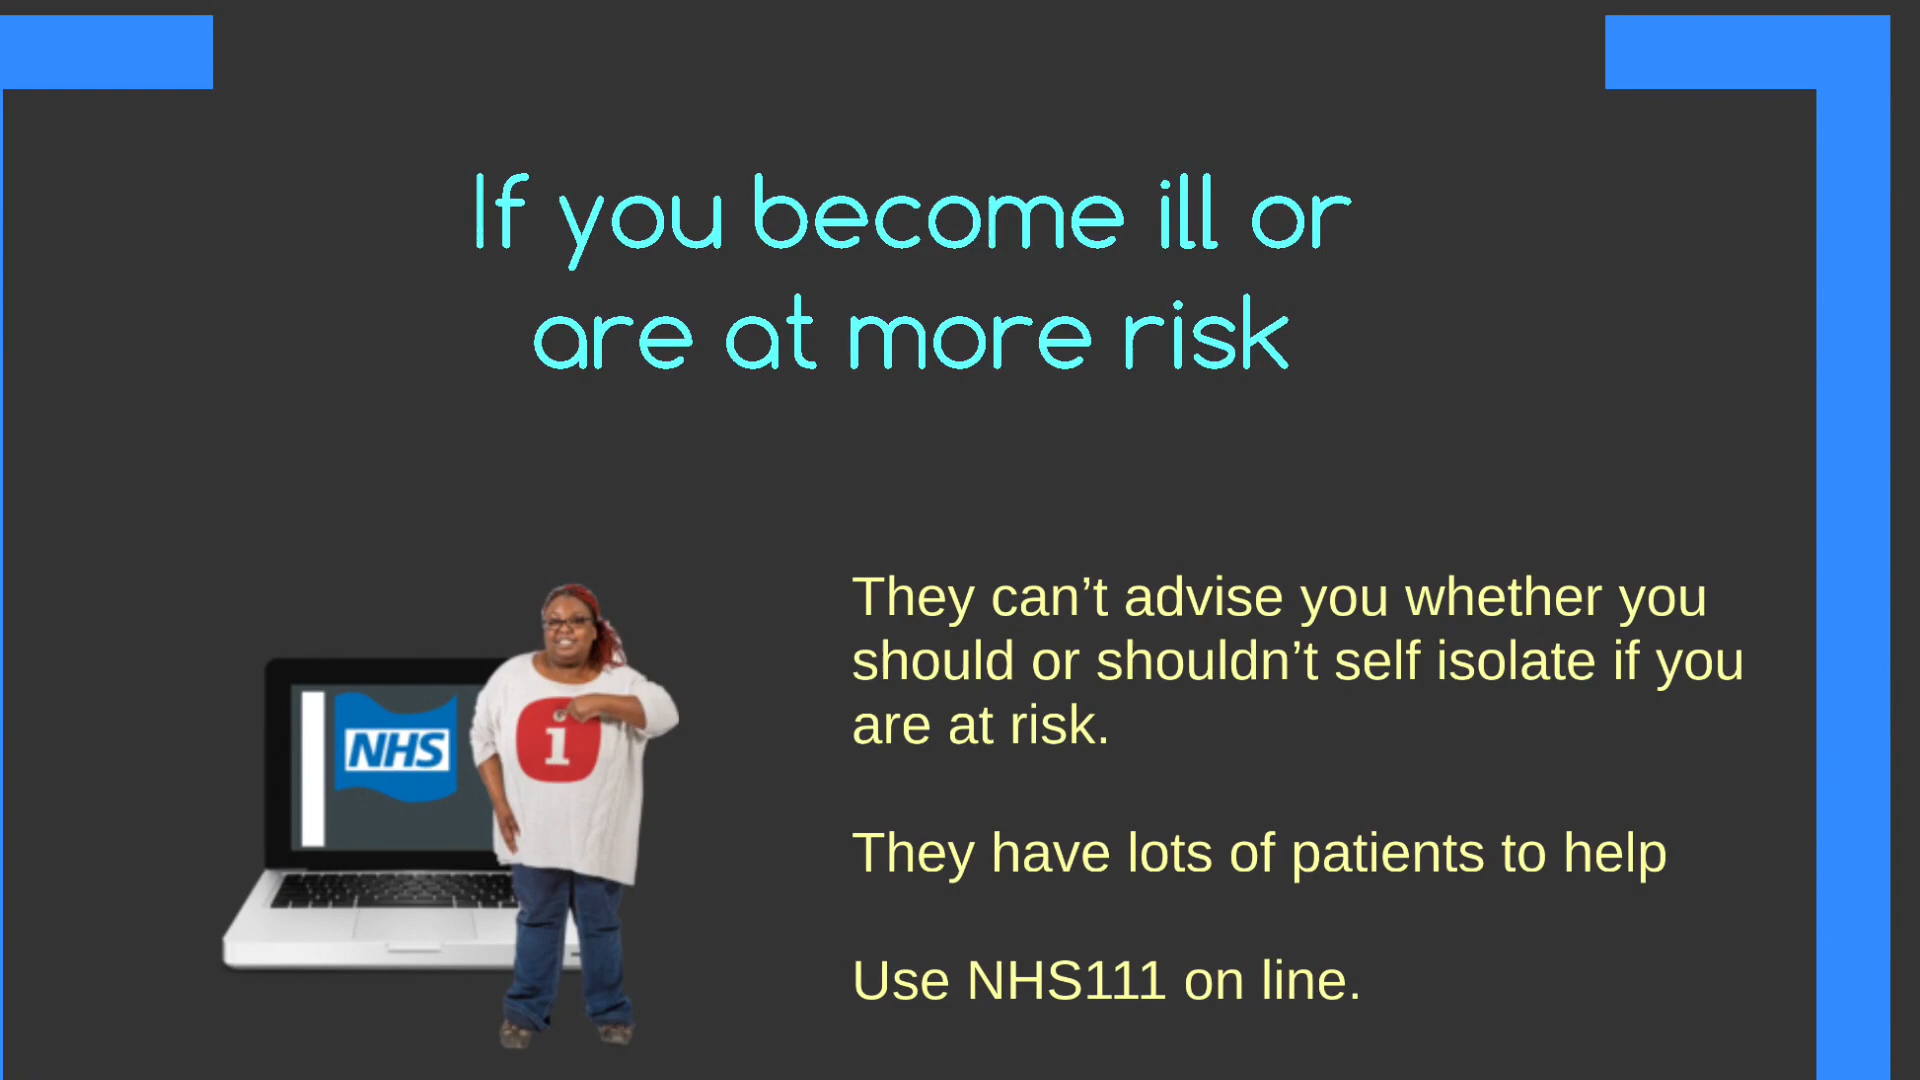 If you become ill or
are at more risk
They can’t advise you whether you
should or shouldn’t self isolate if you
are at risk.
They have lots of patients to help
Use NHS111 on line.
NHS
i